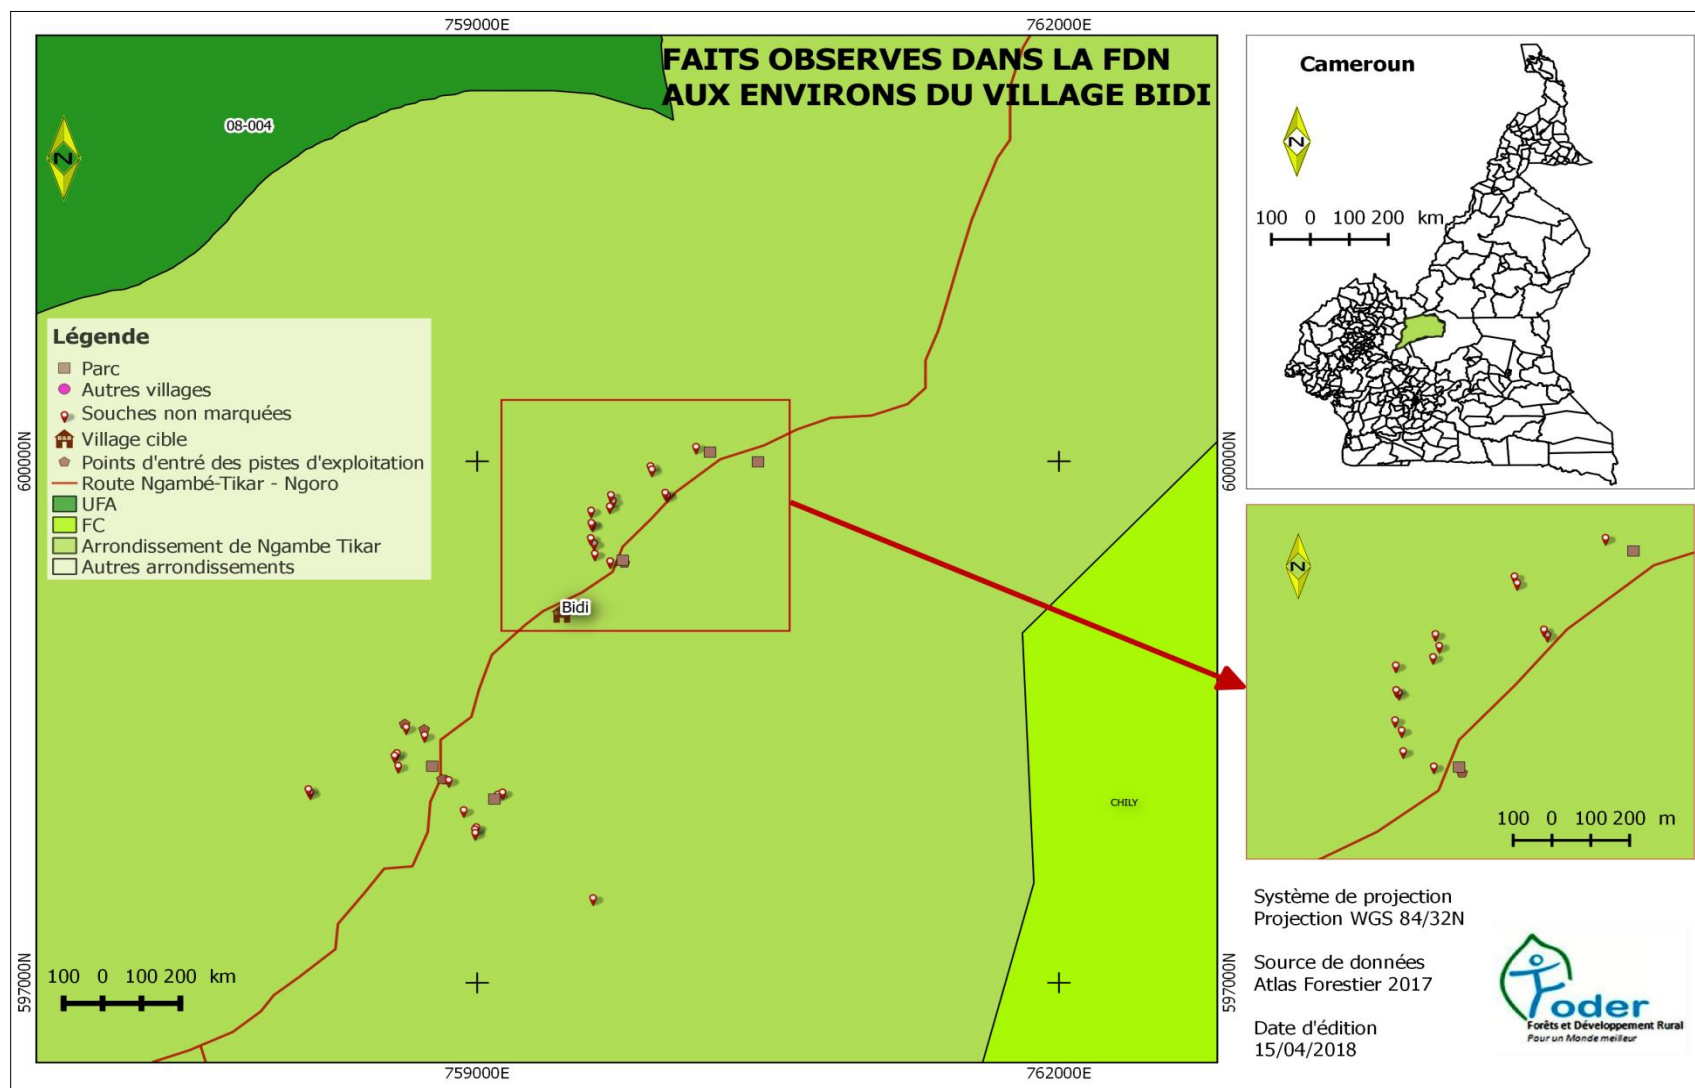 759000E
762000E
FAITS OBSERVES DANS LA FDN
AUX ENVIRONS DU VILLAGE BIDI
08-004
N
Légende
Parc
Autres villages
Souches non marquées
Village cible
Points d'entré des pistes d'exploitation
Route Ngambé-Tikar - Ngoro
UFA
FC
Arrondissement de Ngambe Tikar
Autres arrondissements
600000N
600000N
Bidi
CHILY
597000N
597000N
100 0 100 200 km
759000E
762000E
Cameroun
N
100 0 100 200 km
N
100 0 100 200 m
Système de projection
Projection WGS 84/32N
Source de données
Atlas Forestier 2017
Date d'édition
15/04/2018
Foder
Forêts et Développement Rural
Pour un Monde meilleur